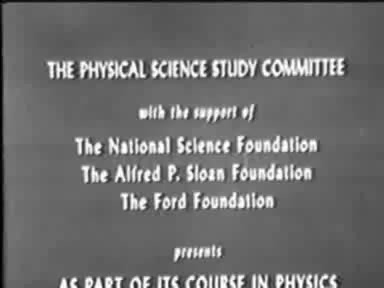 THE PHYSICAL SCIENCE STUDY COMMITTEE
with the support of
The National Science Foundation
The Alfred P. Sloan Foundation
The Ford Foundation
presents
AS PART OF ITS COURSE IN PHYSICS